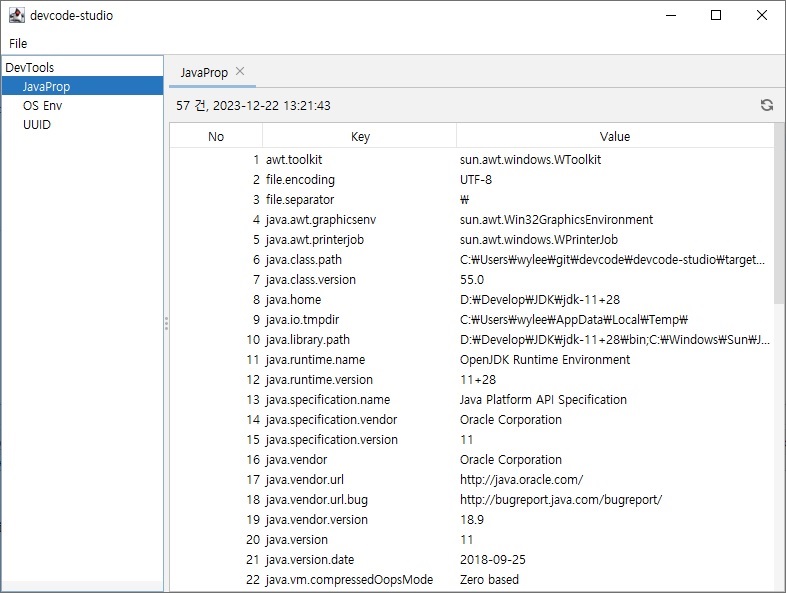 devcode-studio
File
DevTools
JavaProp
OS Env
UUID
JavaProp
57 건, 2023-12-22 13:21:43
No Key Value
1 awt.toolkit sun.awt.windows.WToolkit
2 file.encoding UTF-8
3 file.separator ₩
4 java.awt.graphicsenv sun.awt.Win32GraphicsEnvironment
5 java.awt.printerjob sun.awt.windows.WPrinterJob
6 java.class.path C:₩Users₩wylee₩git₩devcode₩devcode-studio₩target...
7 java.class.version 55.0
8 java.home D:₩Develop₩JDK₩jdk-11+28
9 java.io.tmpdir C:₩Users₩wylee₩AppData₩Local₩Temp₩
10 java.library.path D:₩Develop₩JDK₩jdk-11+28₩bin;C:₩Windows₩Sun₩J...
11 java.runtime.name OpenJDK Runtime Environment
12 java.runtime.version 11+28
13 java.specification.name Java Platform API Specification
14 java.specification.vendor Oracle Corporation
15 java.specification.version 11
16 java.vendor Oracle Corporation
17 java.vendor.url http://java.oracle.com/
18 java.vendor.url.bug http://bugreport.java.com/bugreport/
19 java.vendor.version 18.9
20 java.version 11
21 java.version.date 2018-09-25
22 java.vm.compressedOopsMode Zero based